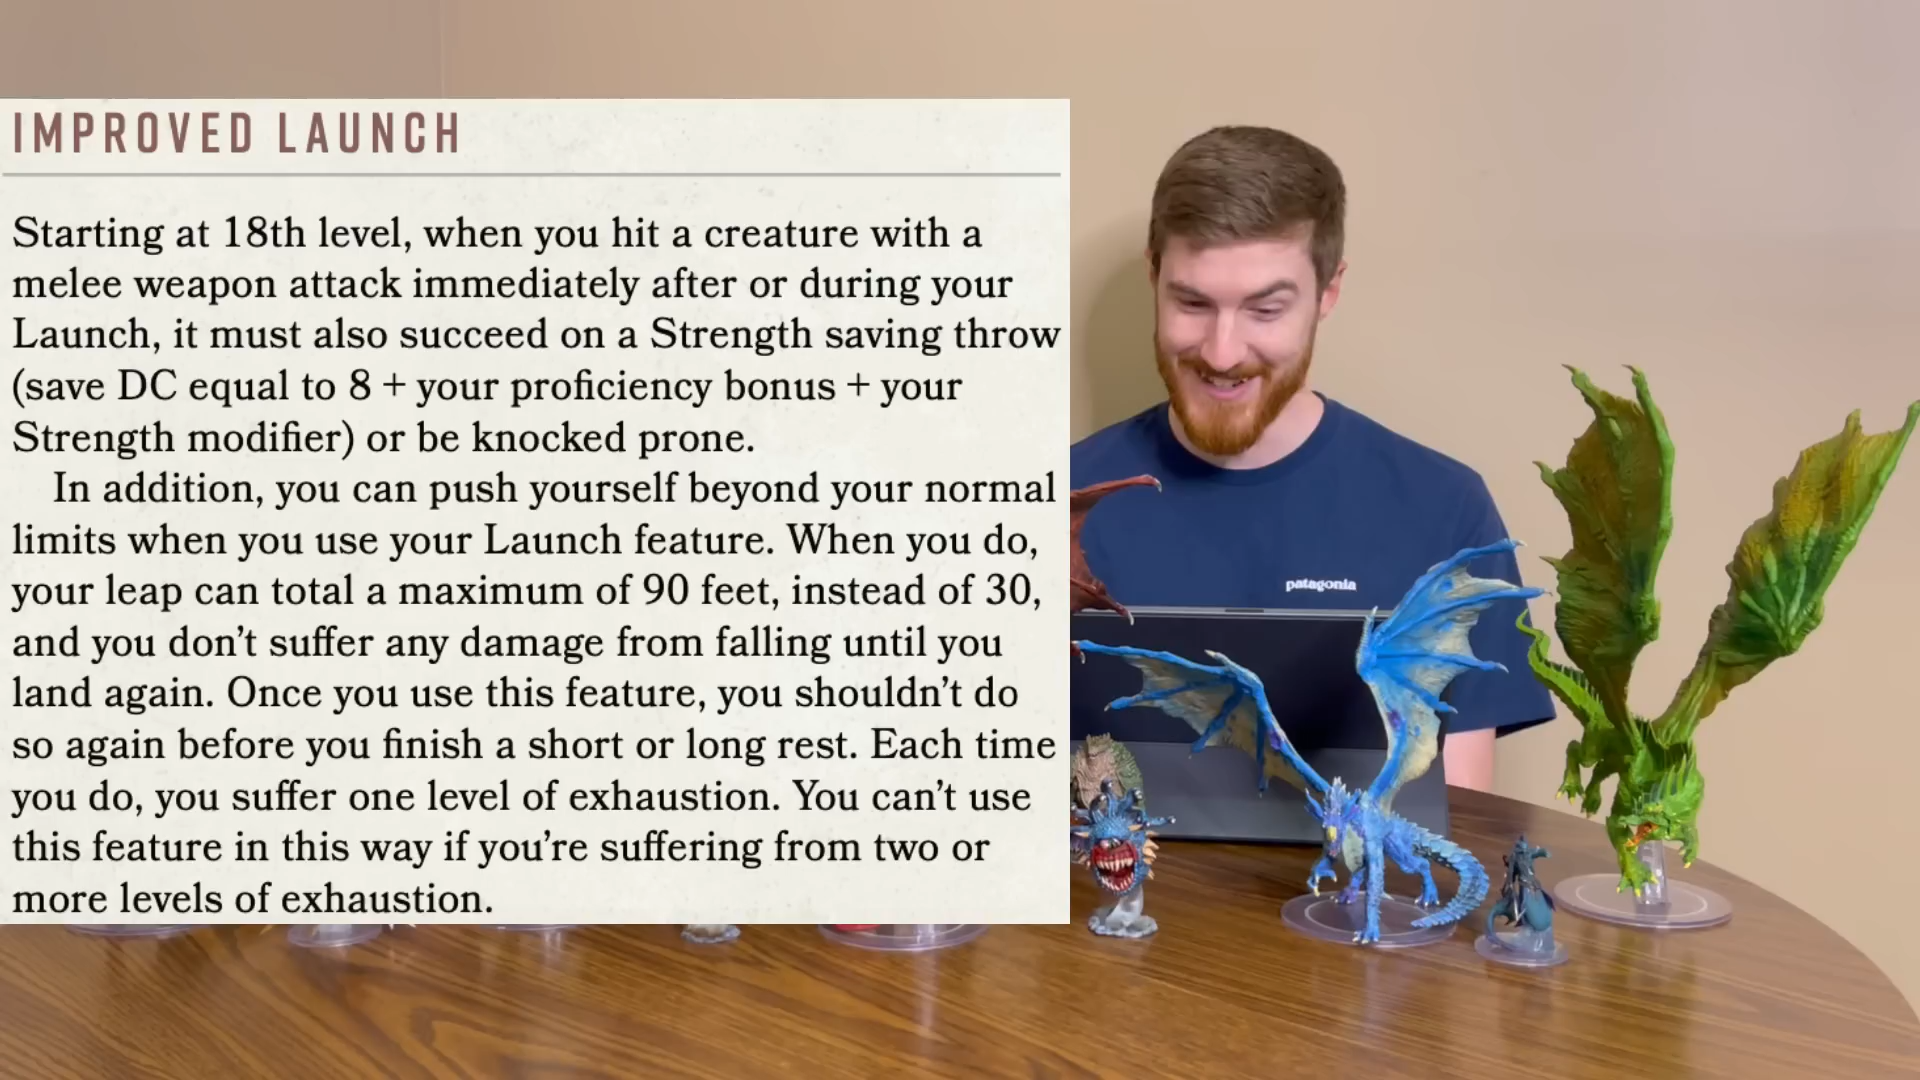 IMPROVED LAUNCH
Starting at 18th level, when you hit a creature with a
melee weapon attack immediately after or during your
Launch, it must also succeed on a Strength saving throw
(save DC equal to 8 + your proficiency bonus + your
Strength modifier) or be knocked prone.
In addition, you can push yourself beyond your normal
limits when you use your Launch feature. When you do,
your leap can total a maximum of 90 feet, instead of 30,
and you don't suffer any damage from falling until you
land again. Once you use this feature, you shouldn't do
so again before you finish a short or long rest. Each time
you do, you suffer one level of exhaustion. You can't use
this feature in this way if you're suffering from two or
more levels of exhaustion.
patagonia